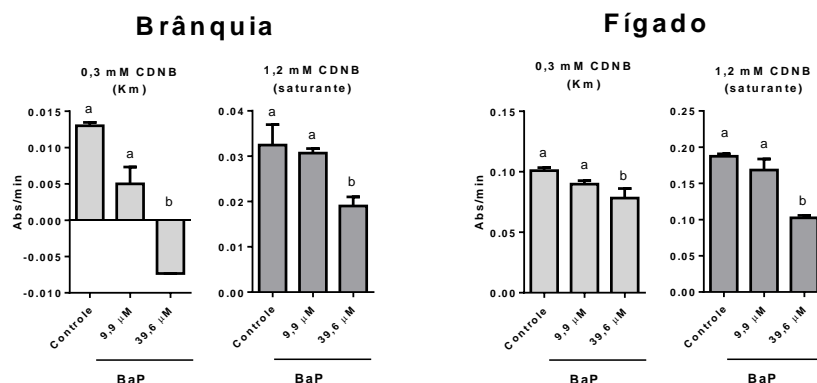 Brânquia
0,3 mM CDNB
(Km)
Abs/min
0.015
0.010
0.005
0.000
-0.005
-0.010
a
a
b
Controle
9,9 µM
39,6 µM
BaP
1,2 mM CDNB
(saturante)
0.04
0.03
0.02
0.01
0.00
a
a
b
Controle
9,9 µM
39,6 µM
BaP
Fígado
0,3 mM CDNB
(Km)
Abs/min
0.15
0.10
0.05
0.00
a
a
b
Controle
9,9 µM
39,6 µM
BaP
1,2 mM CDNB
(saturante)
0.25
0.20
0.15
0.10
0.05
0.00
a
a
b
Controle
9,9 µM
39,6 µM
BaP